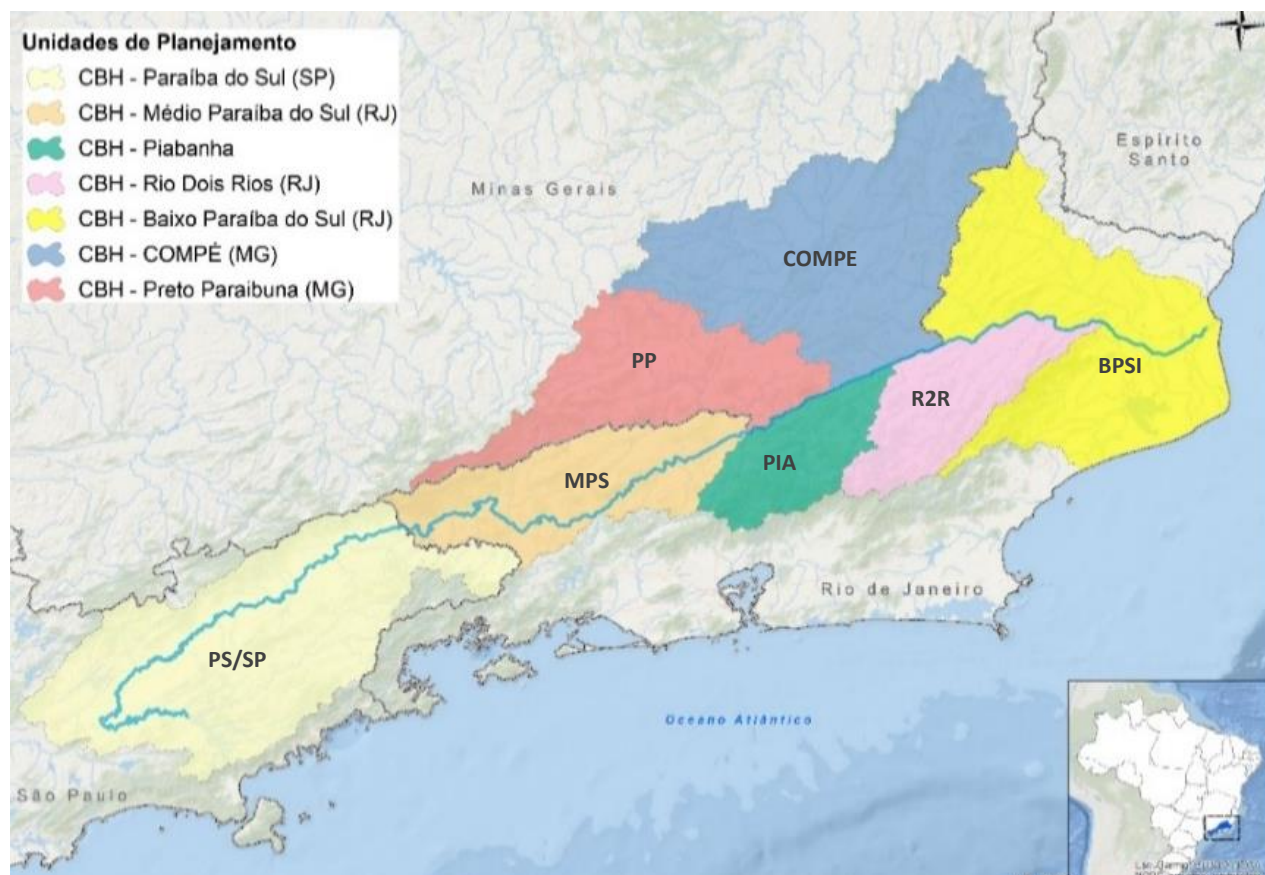 Unidades de Planejamento
CBH - Paraíba do Sul (SP)
CBH - Médio Paraíba do Sul (RJ)
CBH - Piabanha
CBH - Rio Dois Rios (RJ)
CBH - Baixo Paraíba do Sul (RJ)
CBH - COMPÉ (MG)
CBH - Preto Paraibuna (MG)
Espírito
Santo
Minas Gerais
COMPE
PP
BPSI
R2R
PIA
MPS
Rio de Janeiro
PS/SP
Oceano Atlântico
São Paulo